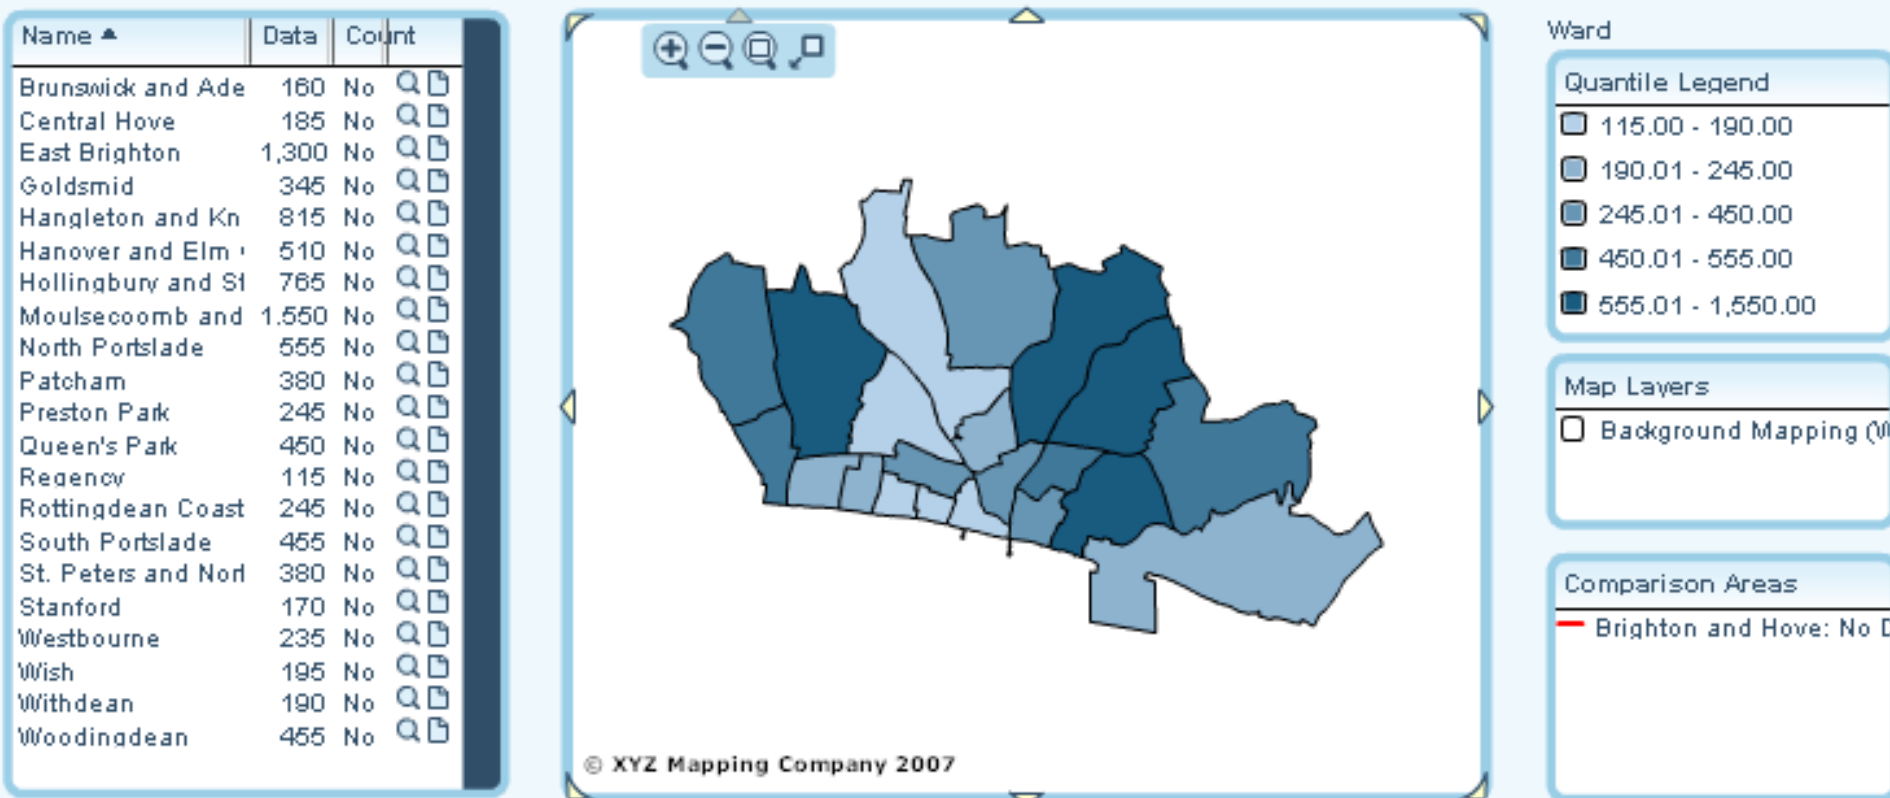 Name Data Count
Brunswick and Ade 160 No
Central Hove 185 No
East Brighton 1,300 No
Goldsmid 345 No
Hangleton and Kn 815 No
Hanover and Elm 510 No
Hollingbury and St 765 No
Moulsecoomb and 1.550 No
North Portslade 555 No
Patcham 380 No
Preston Park 245 No
Queen's Park 450 No
Regency 115 No
Rottingdean Coast 245 No
South Portslade 455 No
St. Peters and Nort 380 No
Stanford 170 No
Westbourne 235 No
Wish 195 No
Withdean 190 No
Woodingdean 455 No
© XYZ Mapping Company 2007
Ward
Quantile Legend
115.00 - 190.00
190.01 - 245.00
245.01 - 450.00
450.01 - 555.00
555.01 - 1,550.00
Map Layers
Background Mapping (W
Comparison Areas
Brighton and Hove: No D